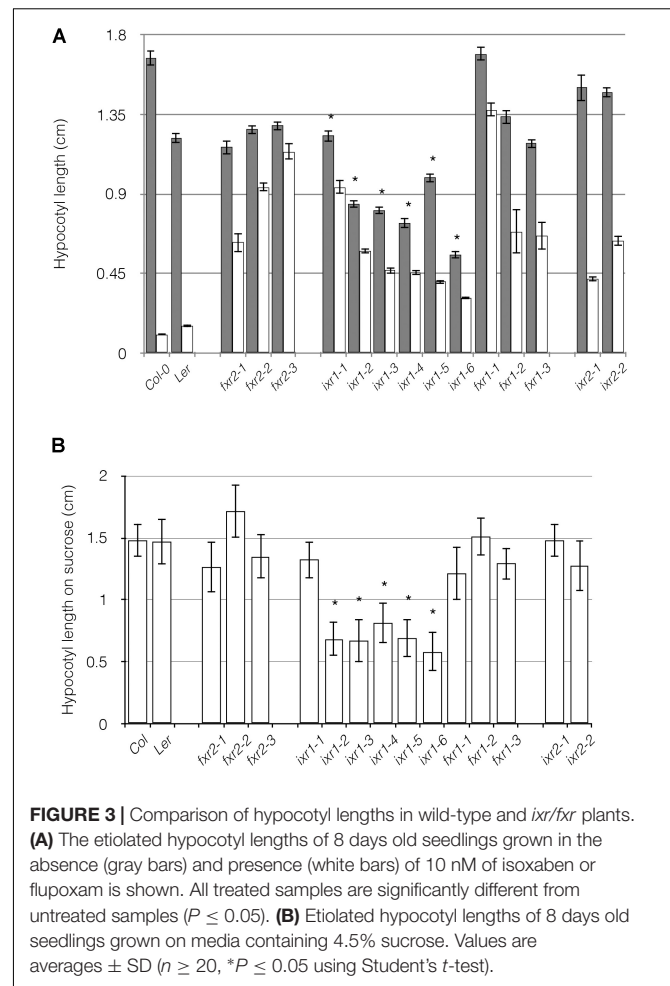 A
Hypocotyl length (cm)
1.8
1.35
0.9
0.45
0
* * * * * *
Col-0 Ler fxr2-1 fxr2-2 fxr2-3 ixr1-1 ixr1-2 ixr1-3 ixr1-4 ixr1-5 ixr1-6 fxr1-1 fxr1-2 fxr1-3 ixr2-1 ixr2-2
B
Hypocotyl length on sucrose (cm)
2
1.5
1
0.5
0
* * * * *
Col Ler fxr2-1 fxr2-2 fxr2-3 ixr1-1 ixr1-2 ixr1-3 ixr1-4 ixr1-5 ixr1-6 fxr1-1 fxr1-2 fxr1-3 ixr2-1 ixr2-2
FIGURE 3 | Comparison of hypocotyl lengths in wild-type and ixr/fxr plants.
(A) The etiolated hypocotyl lengths of 8 days old seedlings grown in the
absence (gray bars) and presence (white bars) of 10 nM of isoxaben or
flupoxam is shown. All treated samples are significantly different from
untreated samples (P ≤ 0.05). (B) Etiolated hypocotyl lengths of 8 days old
seedlings grown on media containing 4.5% sucrose. Values are
averages ± SD (n ≥ 20, *P ≤ 0.05 using Student's t-test).